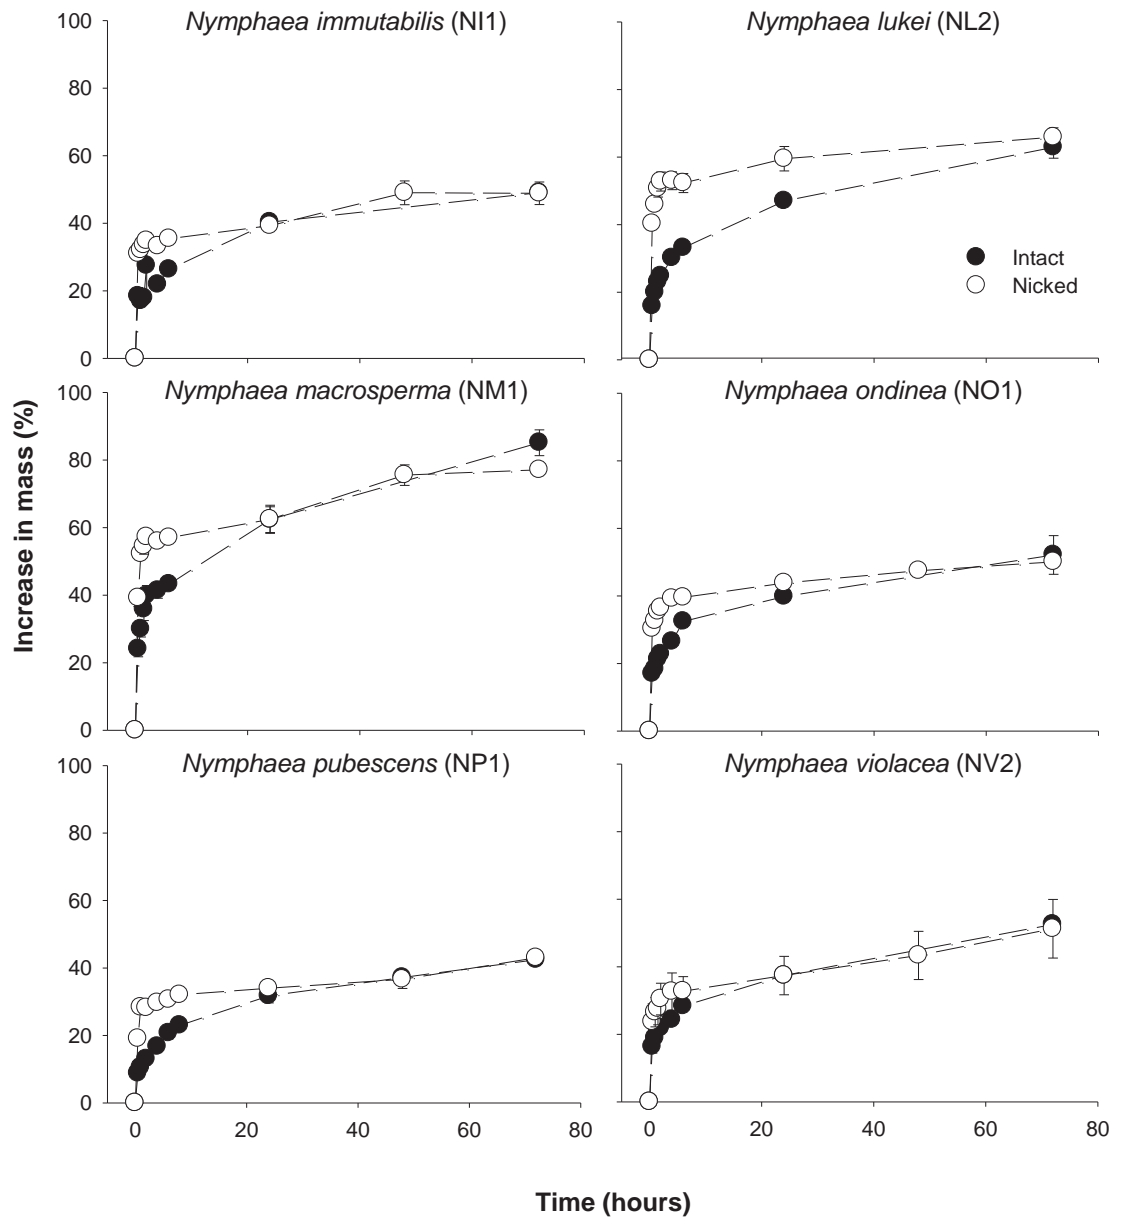 Nymphaea immutabilis (NI1)
100
80
60
40
20
0
Nymphaea lukei (NL2)
Intact
Nicked
Nymphaea macrosperma (NM1)
100
80
60
40
20
0
Nymphaea ondinea (NO1)
Increase in mass (%)
Nymphaea pubescens (NP1)
100
80
60
40
20
0
0 20 40 60 80
Nymphaea violacea (NV2)
0 20 40 60 80
Time (hours)